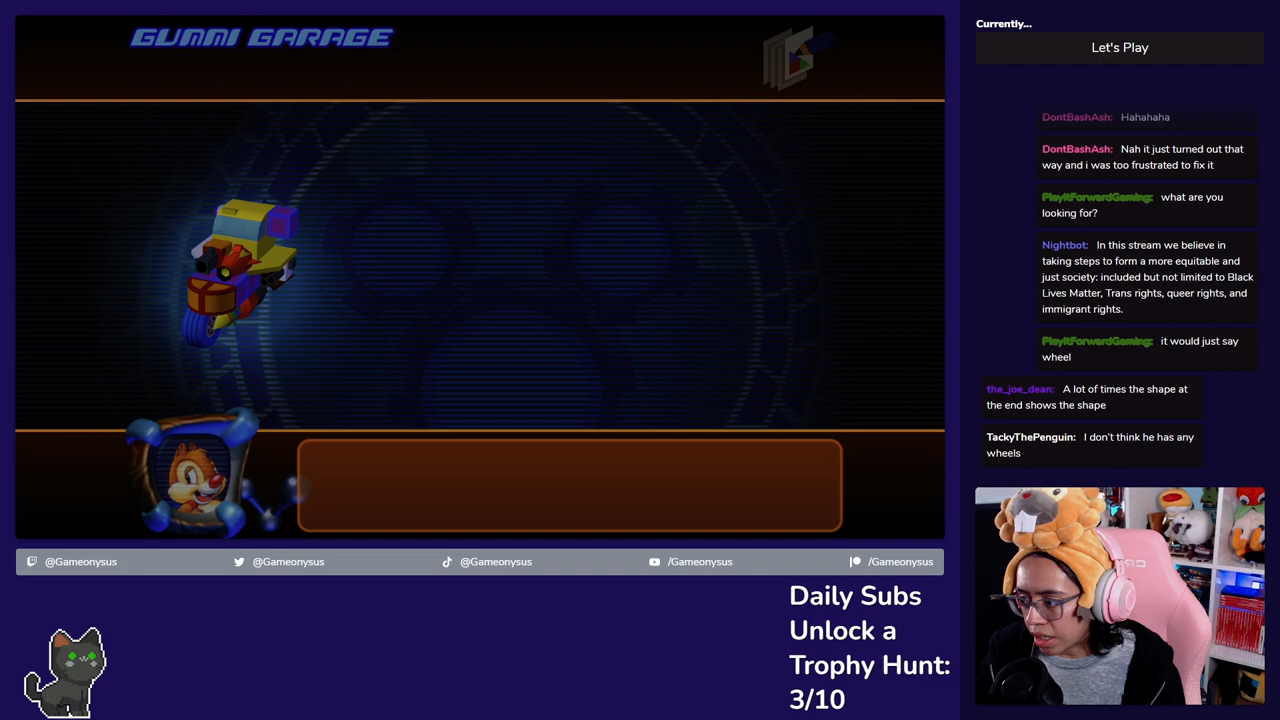 GUMMI GARAGE
Currently...
Let's Play
DontBashAsh: Hahahaha
DontBashAsh: Nah it just turned out that
way and i was too frustrated to fix it
PlayItForwardGaming: what are you
looking for?
Nightbot: In this stream we believe in
taking steps to form a more equitable and
just society: included but not limited to Black
Lives Matter, Trans rights, queer rights, and
immigrant rights.
PlayItForwardGaming: it would just say
wheel
the_joe_dean: A lot of times the shape at
the end shows the shape
TackyThePenguin: I don't think he has any
wheels
@Gameonysus @Gameonysus @Gameonysus /Gameonysus /Gameonysus
Daily Subs
Unlock a
Trophy Hunt:
3/10